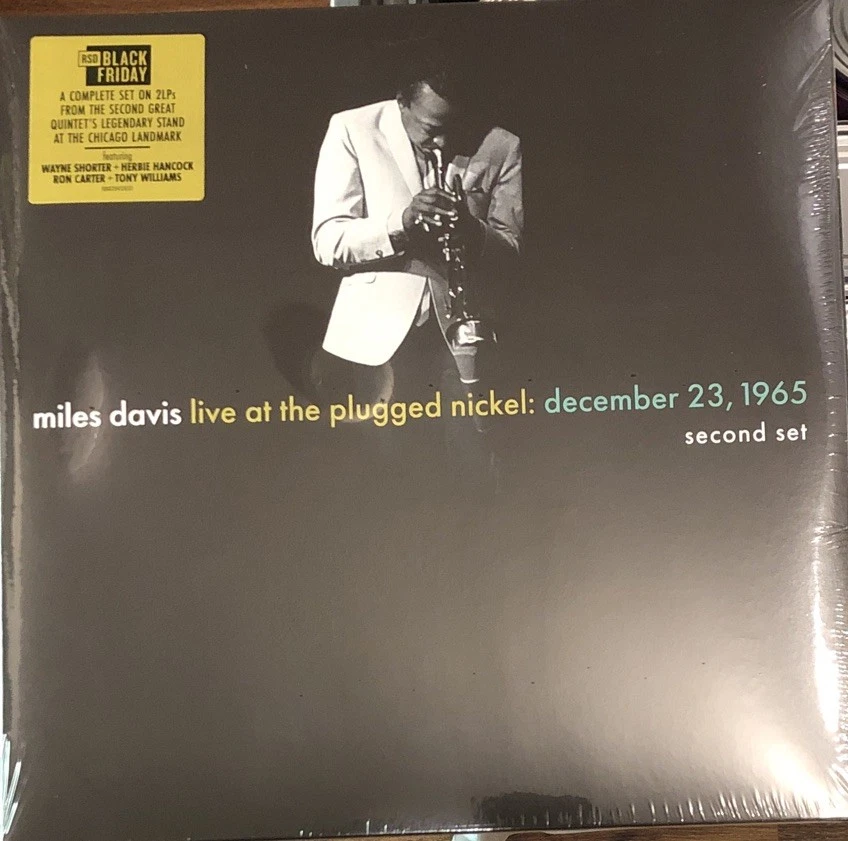 RSD BLACK
FRIDAY
A COMPLETE SET ON 2LPs
FROM THE SECOND GREAT
QUINTET'S LEGENDARY STAND
AT THE CHICAGO LANDMARK
featuring
WAYNE SHORTER • HERBIE HANCOCK
RON CARTER • TONY WILLIAMS
miles davis live at the plugged nickel: december 23, 1965
second set